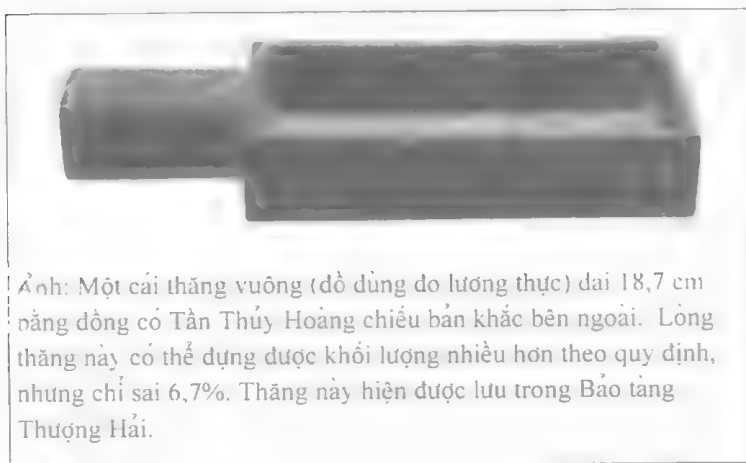 Ảnh: Một cái thăng vuông (đồ dùng đo lương thực) dai 18,7 cm
bằng đồng có Tần Thủy Hoàng chiếu bản khắc bên ngoài. Lòng
thăng này có thể dựng được khối lượng nhiều hơn theo quy định,
nhưng chỉ sai 6,7%. Thăng này hiện được lưu trong Bảo tàng
Thượng Hải.